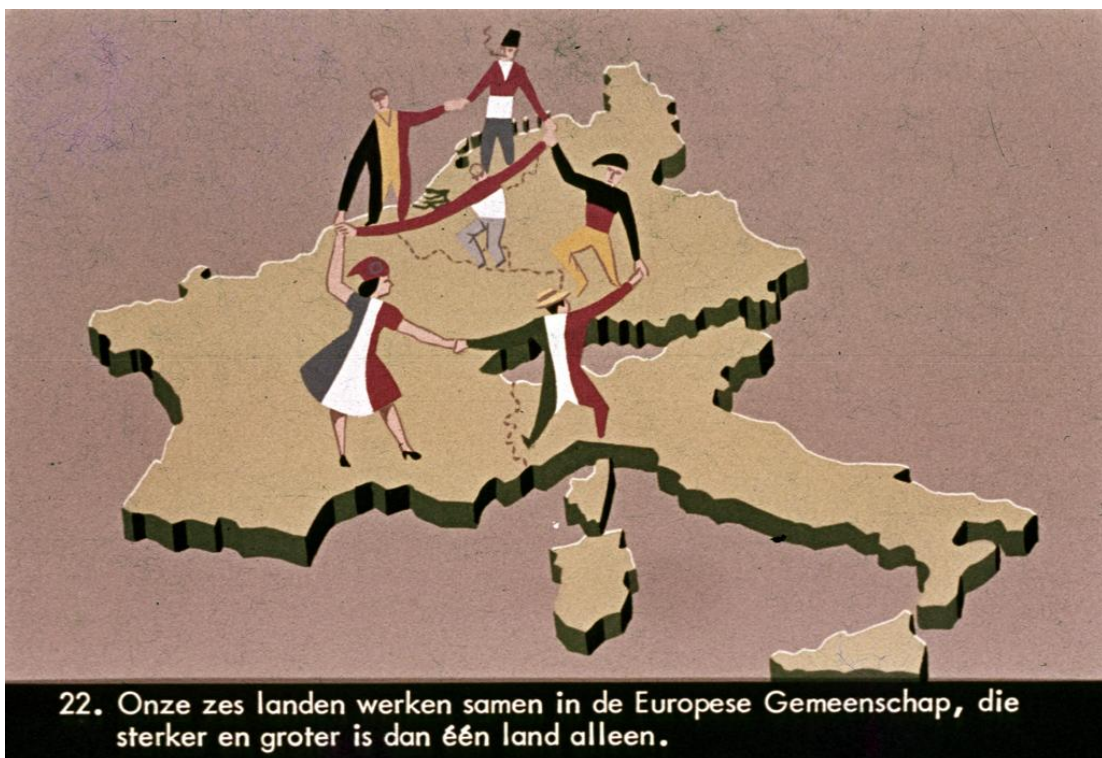 22. Onze zes landen werken samen in de Europese Gemeenschap, die
sterker en groter is dan één land alleen.